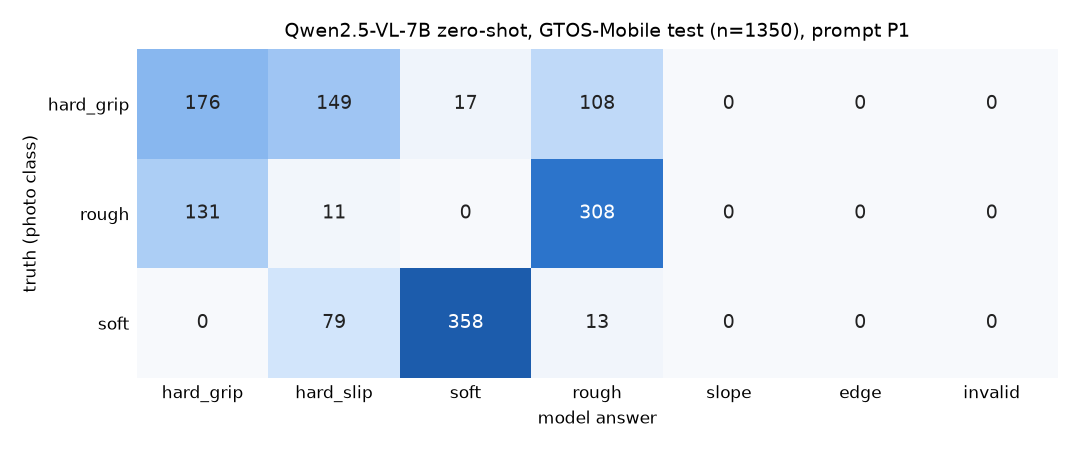 Qwen2.5-VL-7B zero-shot, GTOS-Mobile test (n=1350), prompt P1
truth (photo class)
hard_grip 176 149 17 108 0 0 0
rough 131 11 0 308 0 0 0
soft 0 79 358 13 0 0 0
hard_grip hard_slip soft rough slope edge invalid
model answer